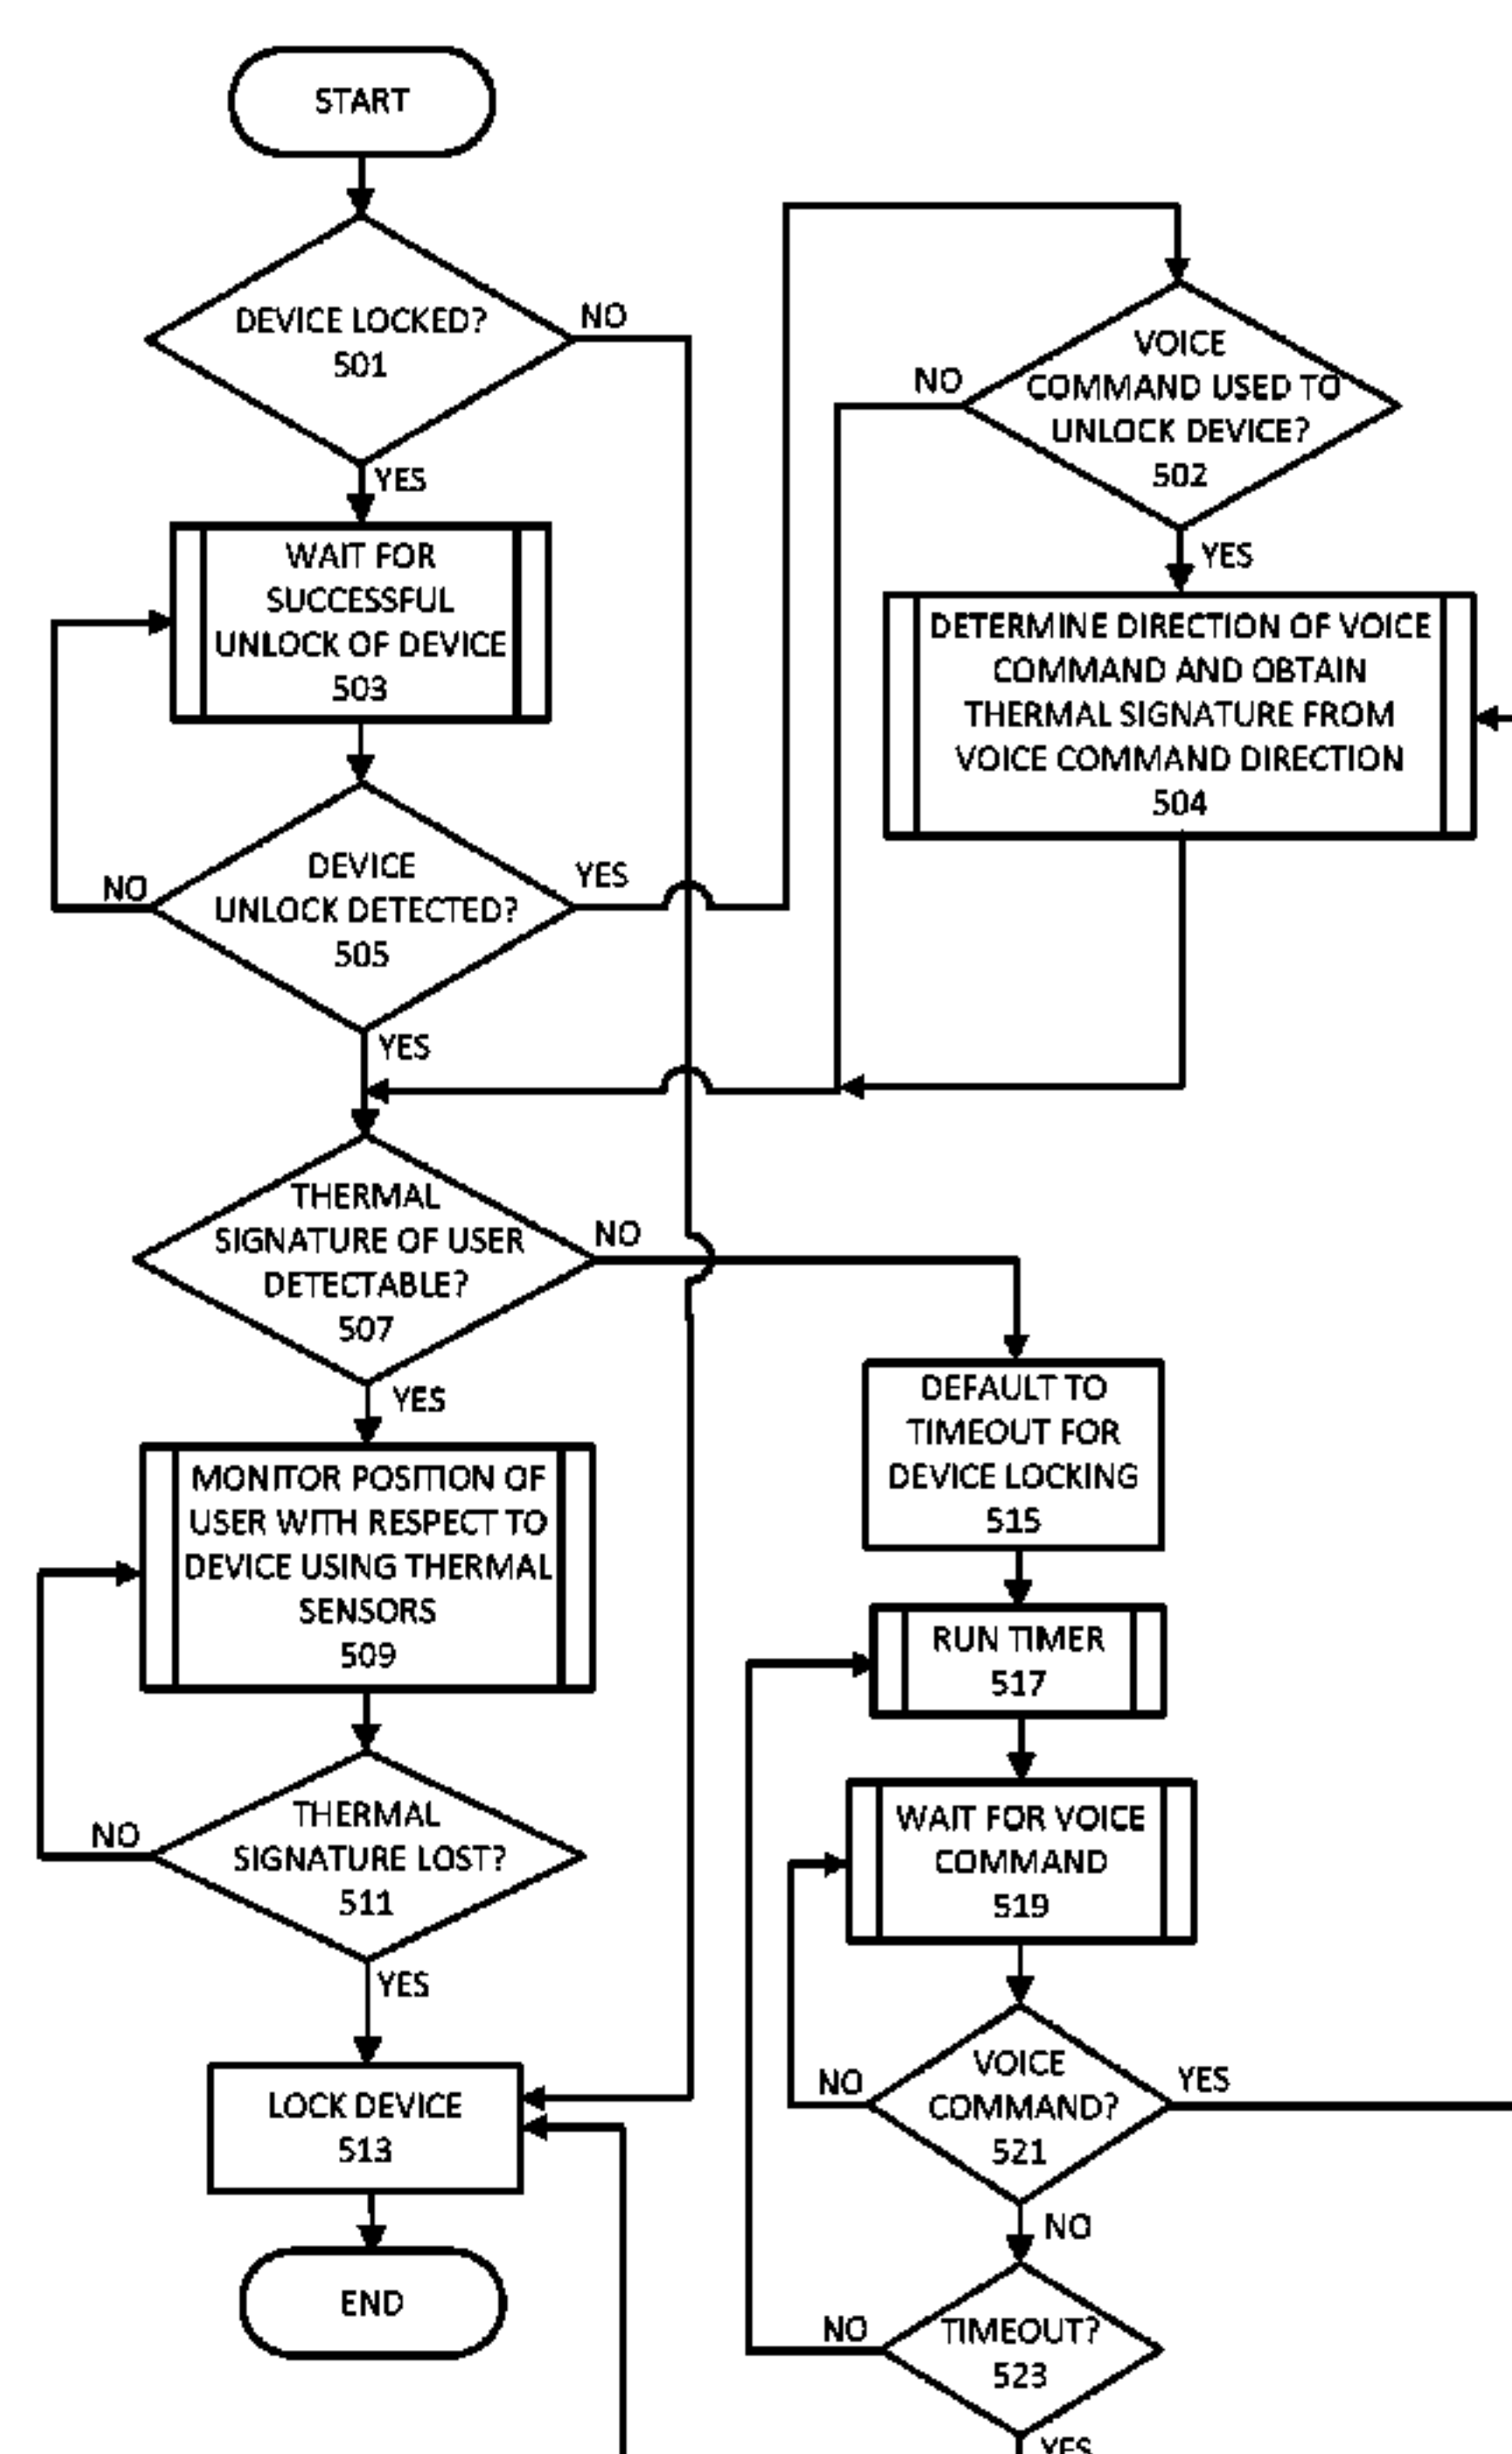 START
DEVICE LOCKED?
501
NO
YES
WAIT FOR
SUCCESSFUL
UNLOCK OF DEVICE
503
DEVICE
UNLOCK DETECTED?
505
NO
YES
YES
VOICE
COMMAND USED TO
UNLOCK DEVICE?
502
NO
YES
DETERMINE DIRECTION OF VOICE
COMMAND AND OBTAIN
THERMAL SIGNATURE FROM
VOICE COMMAND DIRECTION
504
THERMAL
SIGNATURE OF USER
DETECTABLE?
507
NO
YES
MONITOR POSITION OF
USER WITH RESPECT TO
DEVICE USING THERMAL
SENSORS
509
THERMAL
SIGNATURE LOST?
511
NO
YES
LOCK DEVICE
513
END
DEFAULT TO
TIMEOUT FOR
DEVICE LOCKING
515
RUN TIMER
517
WAIT FOR VOICE
COMMAND
519
VOICE
COMMAND?
521
NO
YES
NO
TIMEOUT?
523
NO
YES